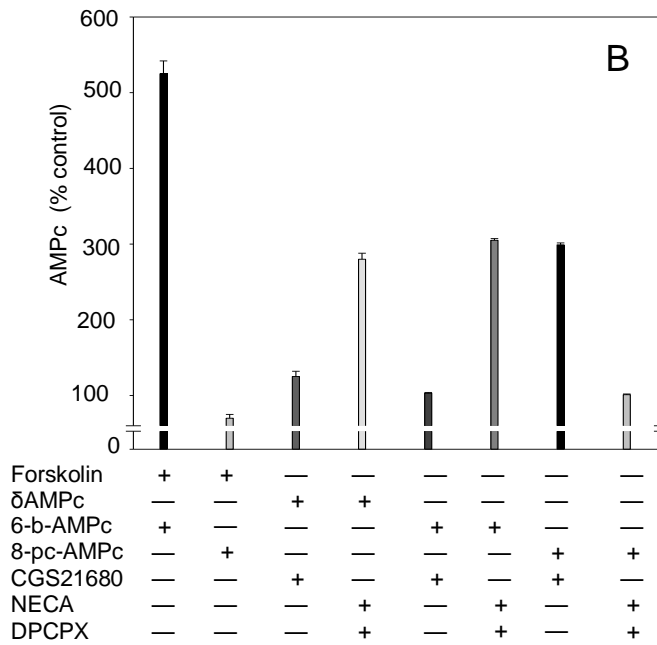 600
B
500
400
300
200
100
0
AMPc (% control)
Forskolin + + — — — — — —
δAMPc — — + + — — — —
6-b-AMPc + — — — + + — —
8-pc-AMPc — + — — — — + +
CGS21680 — — + — + — + —
NECA — — — + — + — +
DPCPX — — — + — + — +